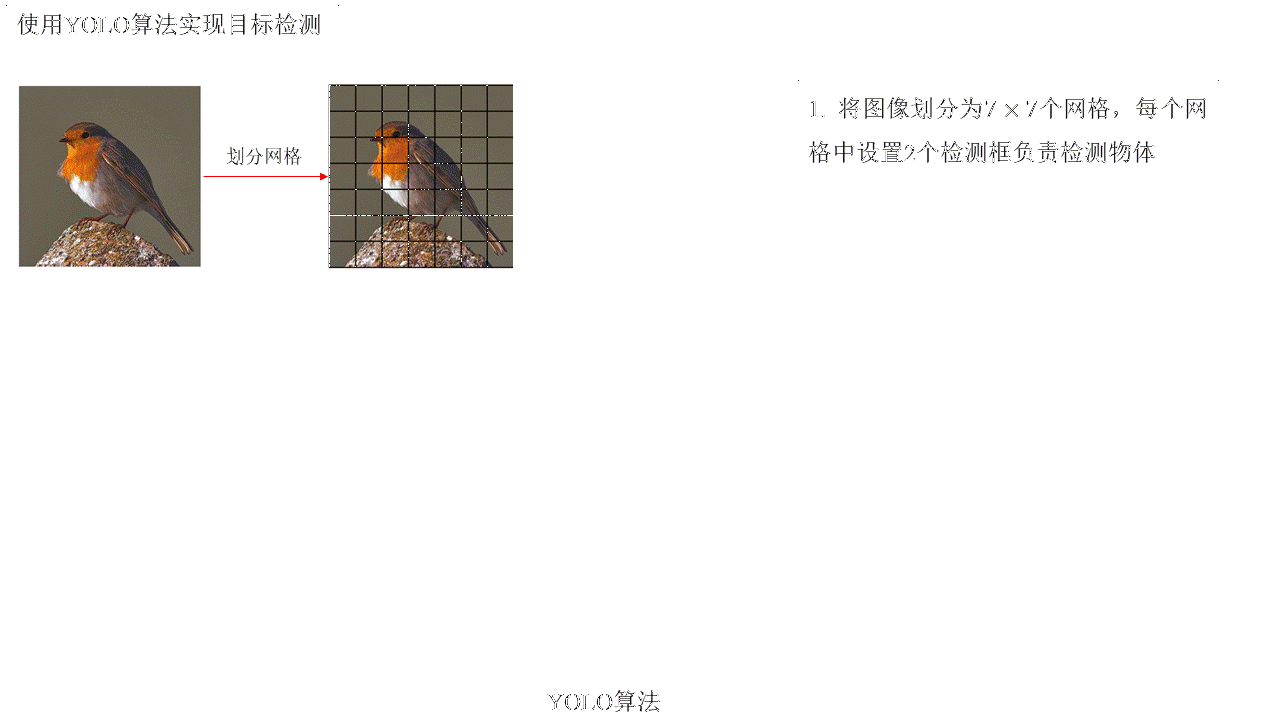 使用YOLO算法实现目标检测
划分网格
1. 将图像划分为7×7个网格，每个网
格中设置2个检测框负责检测物体
YOLO算法